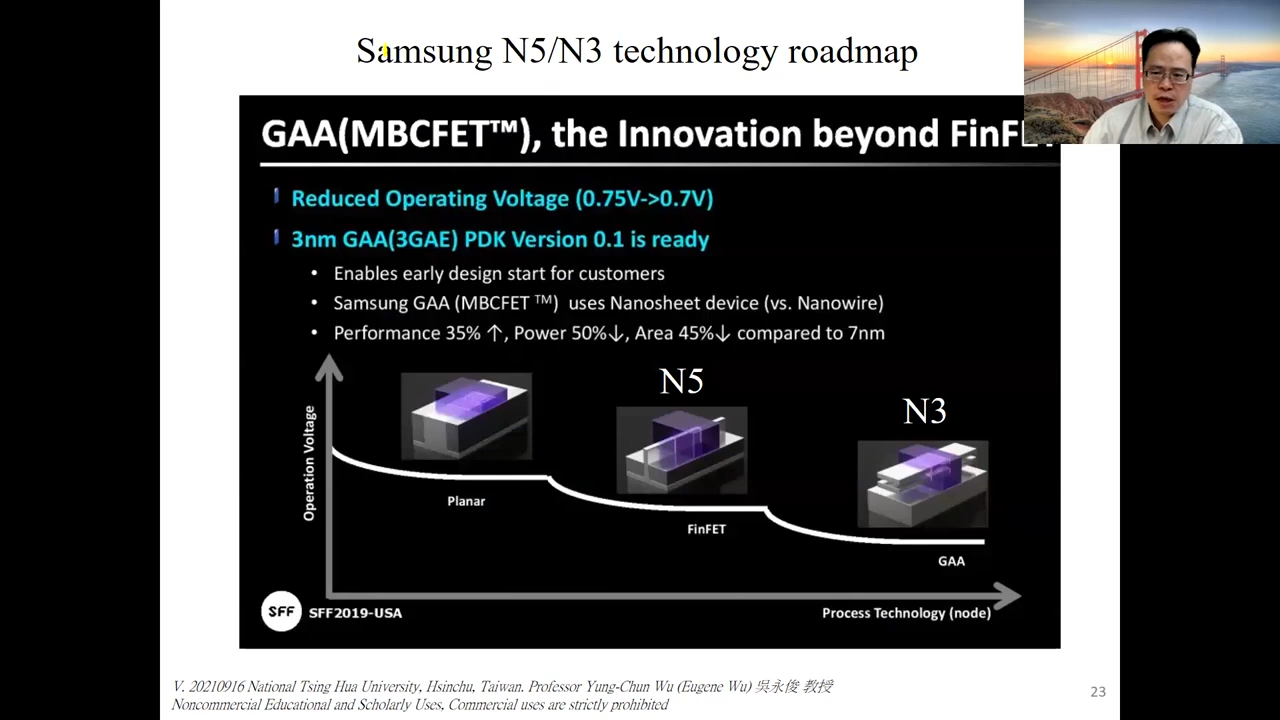 Samsung N5/N3 technology roadmap
GAA(MBCFET™), the Innovation beyond
Reduced Operating Voltage (0.75V->0.7V)
3nm GAA(3GAE) PDK Version 0.1 is ready
• Enables early design start for customers
• Samsung GAA (MBCFET ™) uses Nanosheet device (vs. Nanowire)
• Performance 35% ↑, Power 50%↓, Area 45%↓ compared to 7nm
N5
N3
Operation Voltage
Planar
FinFET
GAA
SFF SFF2019-USA
Process Technology (node)
V. 20210916 National Tsing Hua University, Hsinchu, Taiwan. Professor Yung-Chun Wu (Eugene Wu) 吳永俊 教授
Noncommercial Educational and Scholarly Uses, Commercial uses are strictly prohibited
23